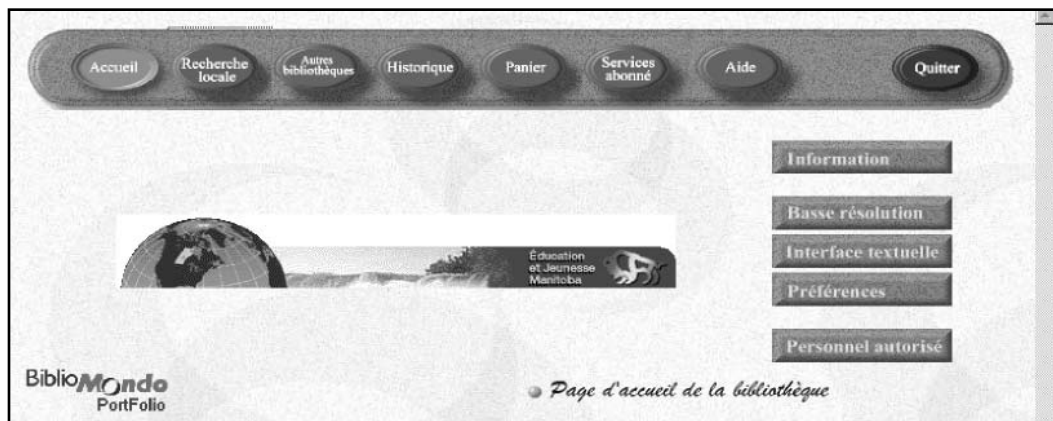 Accueil
Recherche
locale
Autres
bibliothèques
Historique
Panier
Services
abonné
Aide
Quitter
Information
Basse résolution
Interface textuelle
Préférences
Personnel autorisé
Éducation
et Jeunesse
Manitoba
BiblioMondo
PortFolio
Page d'accueil de la bibliothèque